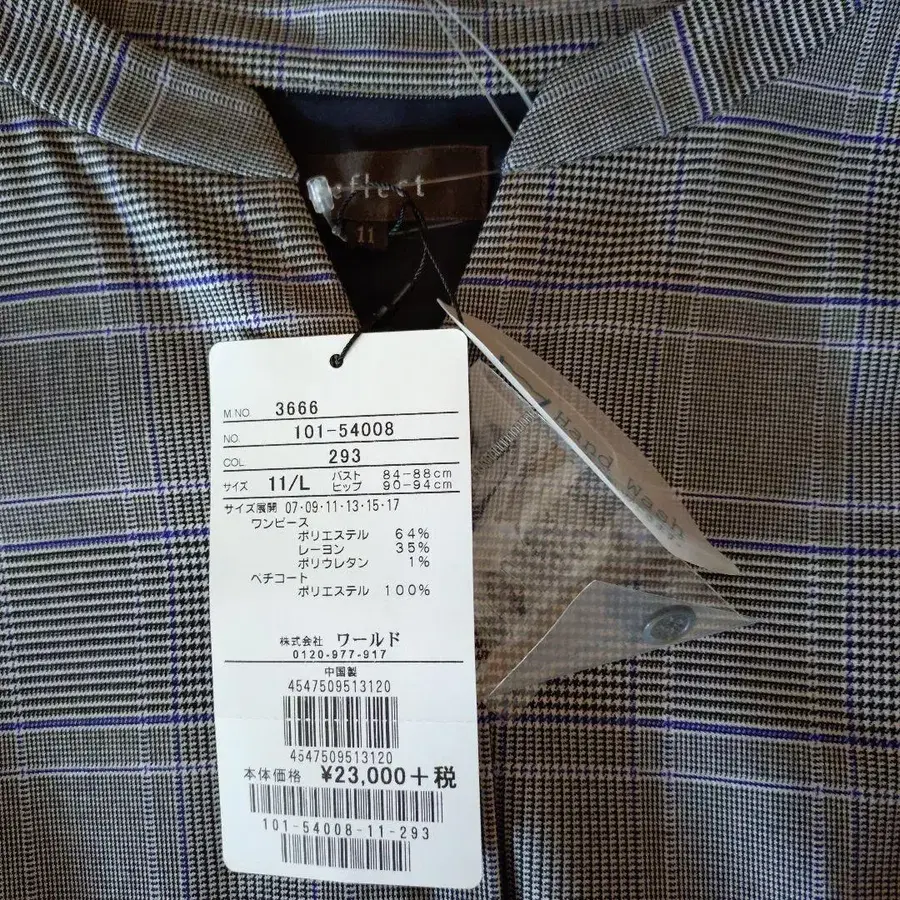 eflect
11
Hand Wash
M.NO. 3666
NO. 101-54008
COL. 293
サイズ 11/L バスト 84-88cm
ヒップ 90-94cm
サイズ展開 07・09・11・13・15・17
ワンピース
ポリエステル 64%
レーヨン 35%
ポリウレタン 1%
ペチコート
ポリエステル 100%
株式会社 ワールド
0120-977-917
中国製
4547509513120
4547509513120
本体価格 ¥23,000+税
101-54008-11-293